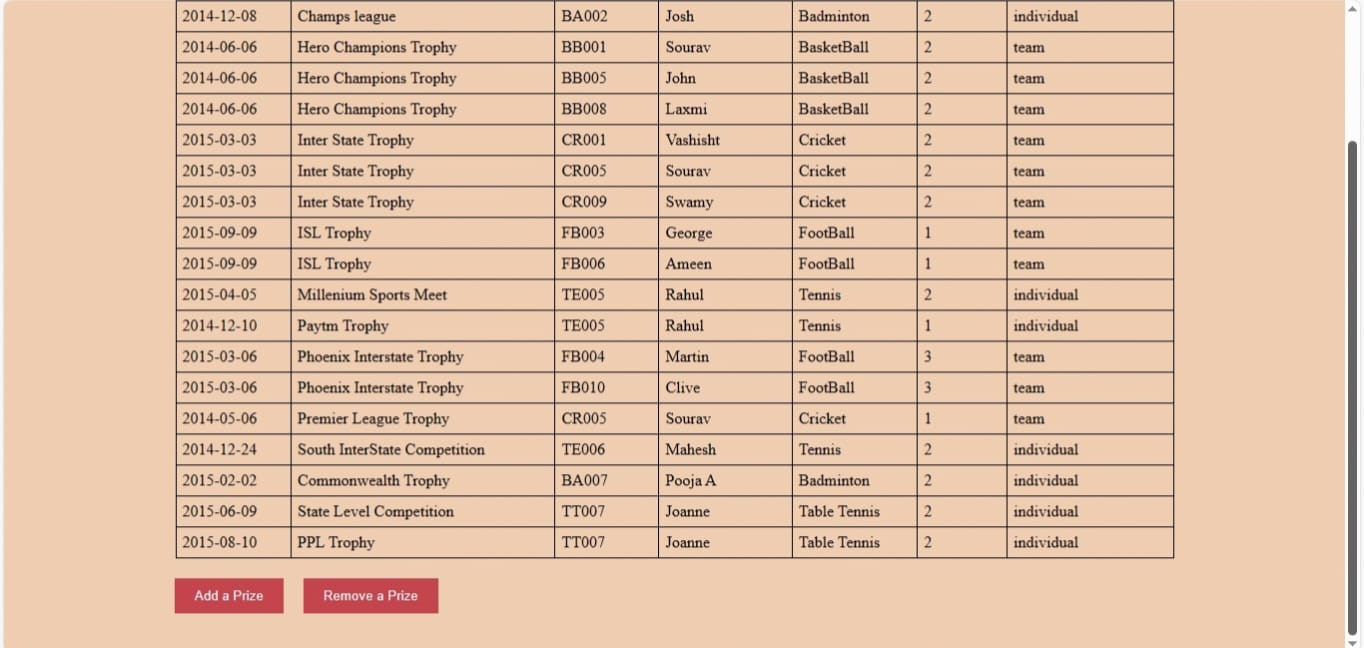 2014-12-08 Champs league BA002 Josh Badminton 2 individual
2014-06-06 Hero Champions Trophy BB001 Sourav BasketBall 2 team
2014-06-06 Hero Champions Trophy BB005 John BasketBall 2 team
2014-06-06 Hero Champions Trophy BB008 Laxmi BasketBall 2 team
2015-03-03 Inter State Trophy CR001 Vashisht Cricket 2 team
2015-03-03 Inter State Trophy CR005 Sourav Cricket 2 team
2015-03-03 Inter State Trophy CR009 Swamy Cricket 2 team
2015-09-09 ISL Trophy FB003 George FootBall 1 team
2015-09-09 ISL Trophy FB006 Ameen FootBall 1 team
2015-04-05 Millenium Sports Meet TE005 Rahul Tennis 2 individual
2014-12-10 Paytm Trophy TE005 Rahul Tennis 1 individual
2015-03-06 Phoenix Interstate Trophy FB004 Martin FootBall 3 team
2015-03-06 Phoenix Interstate Trophy FB010 Clive FootBall 3 team
2014-05-06 Premier League Trophy CR005 Sourav Cricket 1 team
2014-12-24 South InterState Competition TE006 Mahesh Tennis 2 individual
2015-02-02 Commonwealth Trophy BA007 Pooja A Badminton 2 individual
2015-06-09 State Level Competition TT007 Joanne Table Tennis 2 individual
2015-08-10 PPL Trophy TT007 Joanne Table Tennis 2 individual
Add a Prize Remove a Prize